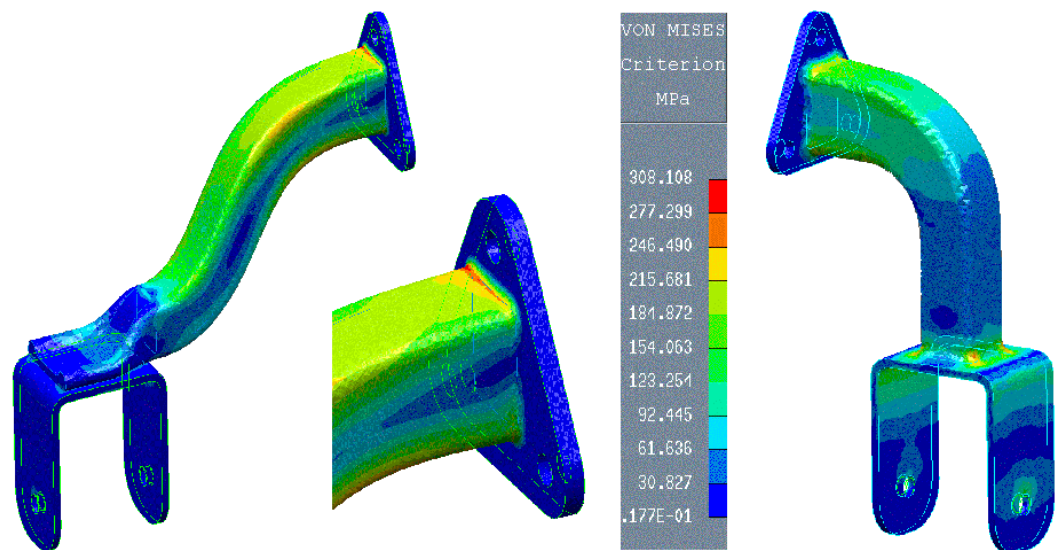 VON MISES
Criterion
MPa
308.108
277.299
246.490
215.681
184.872
154.063
123.254
92.445
61.636
30.827
.177E-01